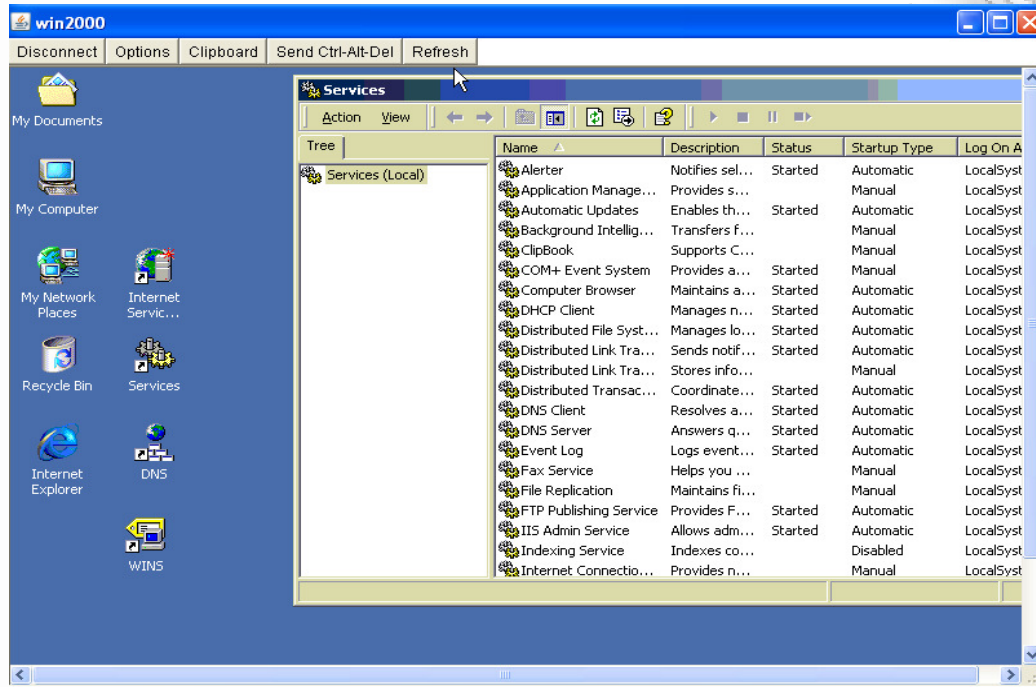 win2000
Disconnect Options Clipboard Send Ctrl-Alt-Del Refresh
My Documents
My Computer
My Network Places
Internet Servic...
Recycle Bin
Services
Internet Explorer
DNS
WINS
Services
Action View
Tree
Services (Local)
Name Description Status Startup Type Log On A
Alerter Notifies sel... Started Automatic LocalSyst
Application Manage... Provides s... Manual LocalSyst
Automatic Updates Enables th... Started Automatic LocalSyst
Background Intellig... Transfers f... Manual LocalSyst
ClipBook Supports C... Manual LocalSyst
COM+ Event System Provides a... Started Manual LocalSyst
Computer Browser Maintains a... Started Automatic LocalSyst
DHCP Client Manages n... Started Automatic LocalSyst
Distributed File Syst... Manages lo... Started Automatic LocalSyst
Distributed Link Tra... Sends notif... Started Automatic LocalSyst
Distributed Link Tra... Stores info... Manual LocalSyst
Distributed Transac... Coordinate... Started Automatic LocalSyst
DNS Client Resolves a... Started Automatic LocalSyst
DNS Server Answers q... Started Automatic LocalSyst
Event Log Logs event... Started Automatic LocalSyst
Fax Service Helps you ... Manual LocalSyst
File Replication Maintains fi... Manual LocalSyst
FTP Publishing Service Provides F... Started Automatic LocalSyst
IIS Admin Service Allows adm... Started Automatic LocalSyst
Indexing Service Indexes co... Disabled LocalSyst
Internet Connectio... Provides n... Manual LocalSyst